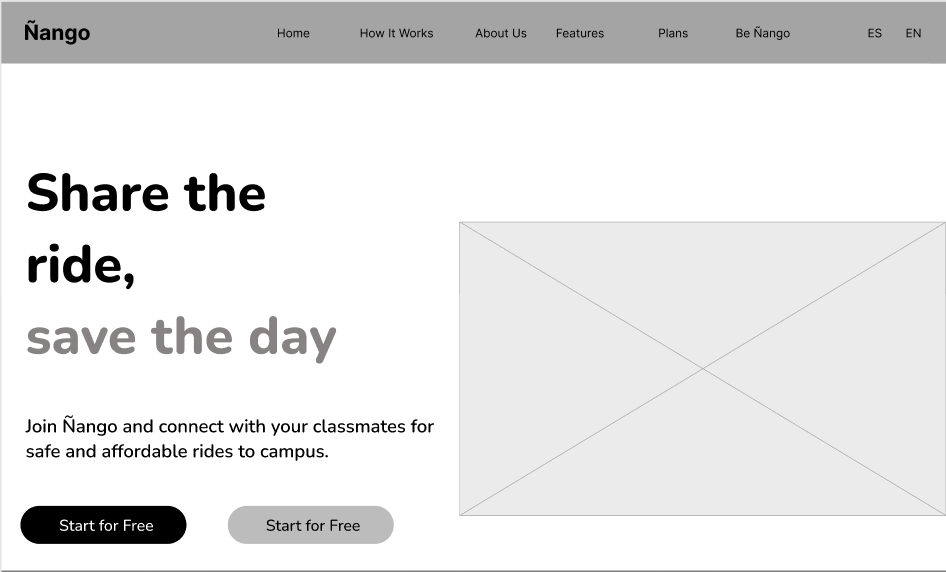 Ñango Home How It Works About Us Features Plans Be Ñango ES EN
Share the
ride,
save the day
Join Ñango and connect with your classmates for
safe and affordable rides to campus.
Start for Free Start for Free